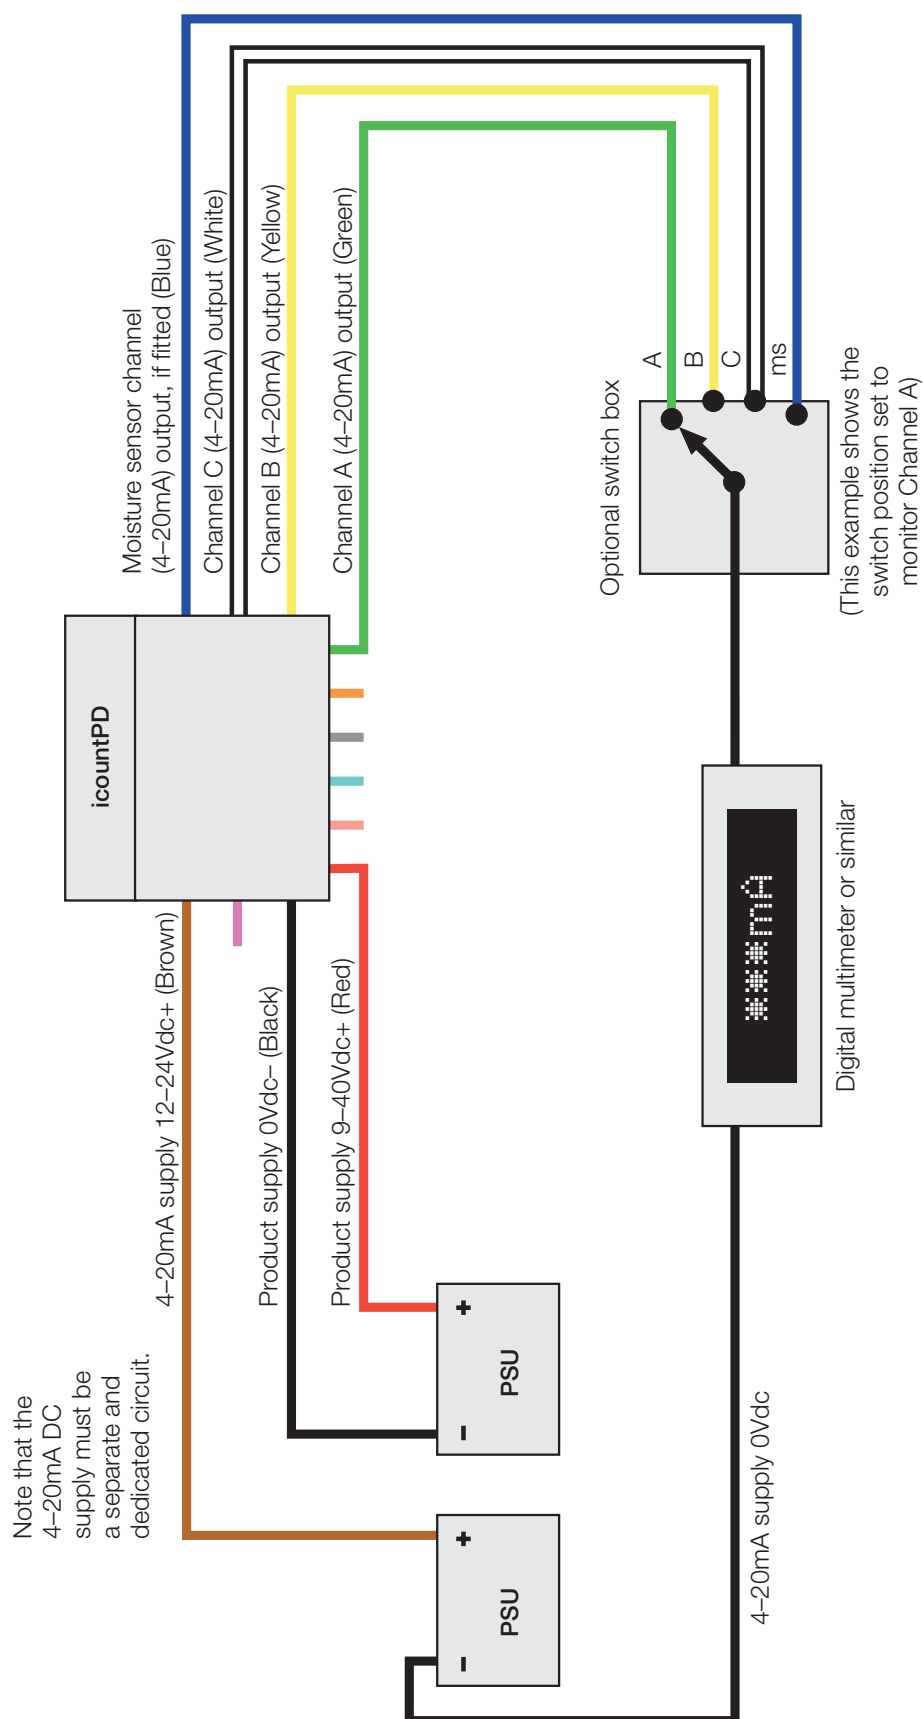 Note that the
4–20mA DC
supply must be
a separate and
dedicated circuit.
4–20mA supply 12–24Vdc+ (Brown)
Product supply 0Vdc– (Black)
Product supply 9–40Vdc+ (Red)
icountPD
Moisture sensor channel
(4–20mA) output, if fitted (Blue)
Channel C (4–20mA) output (White)
Channel B (4–20mA) output (Yellow)
Channel A (4–20mA) output (Green)
– PSU +
– PSU +
4–20mA supply 0Vdc
***mA
Digital multimeter or similar
Optional switch box
A
B
C
ms
(This example shows the
switch position set to
monitor Channel A)